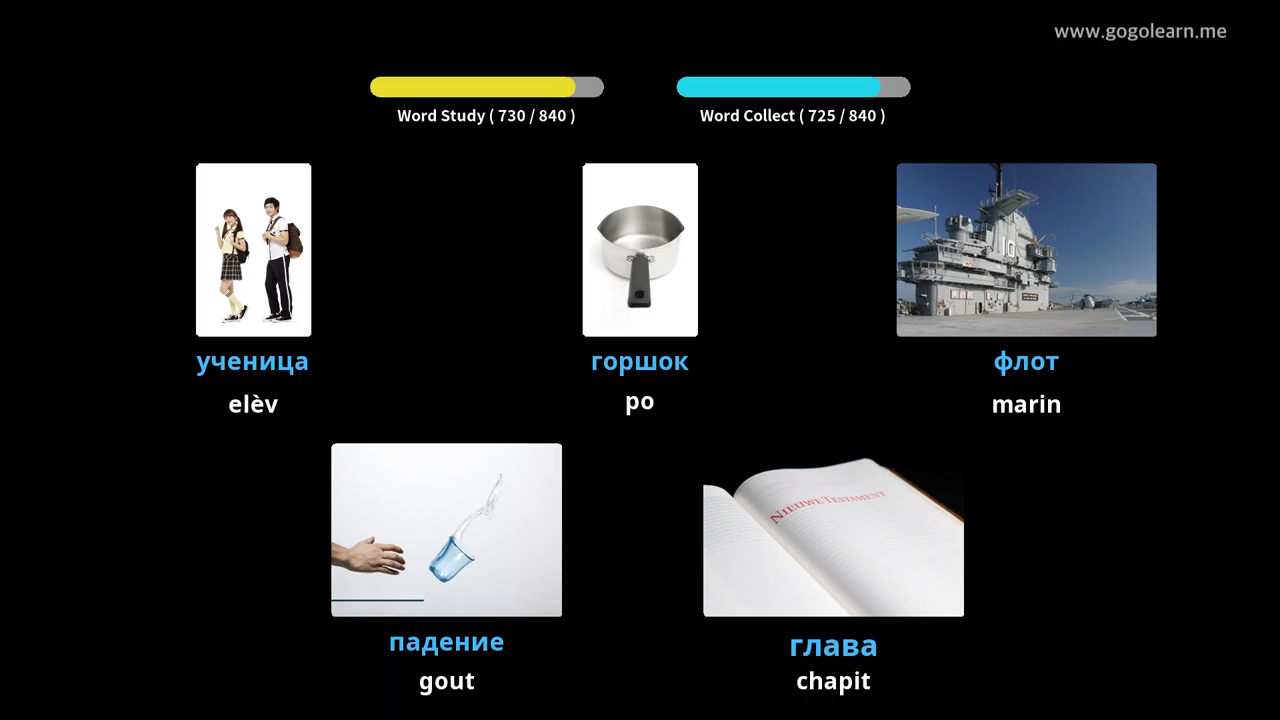 www.gogolearn.me
Word Study ( 730 / 840 )
Word Collect ( 725 / 840 )
ученица
elèv
горшок
po
флот
marin
16
NIEUWE TESTAMENT
падение
gout
глава
chapit